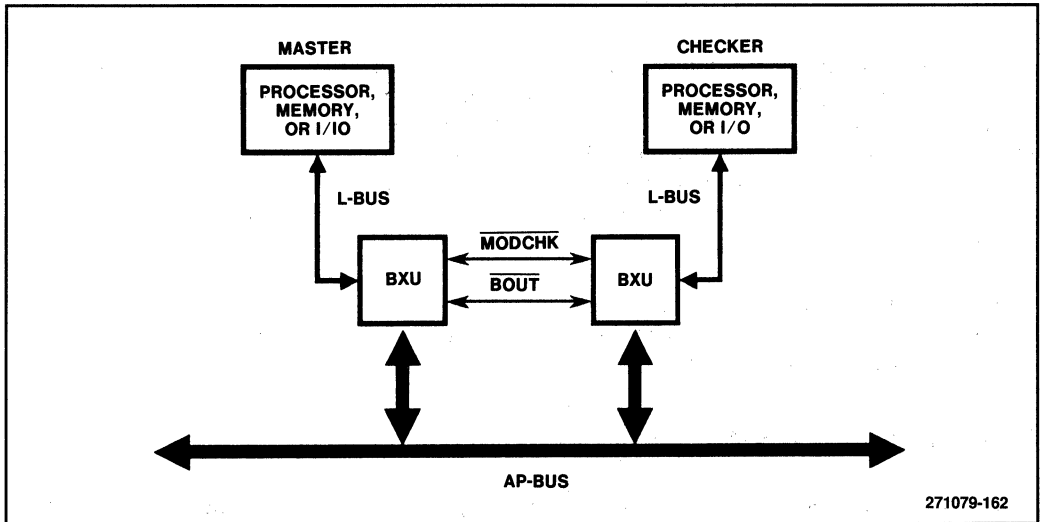 MASTER
CHECKER
PROCESSOR,
MEMORY,
OR I/IO
PROCESSOR,
MEMORY,
OR I/O
L-BUS
L-BUS
MODCHK
BXU
BXU
BOUT
AP-BUS
271079-162